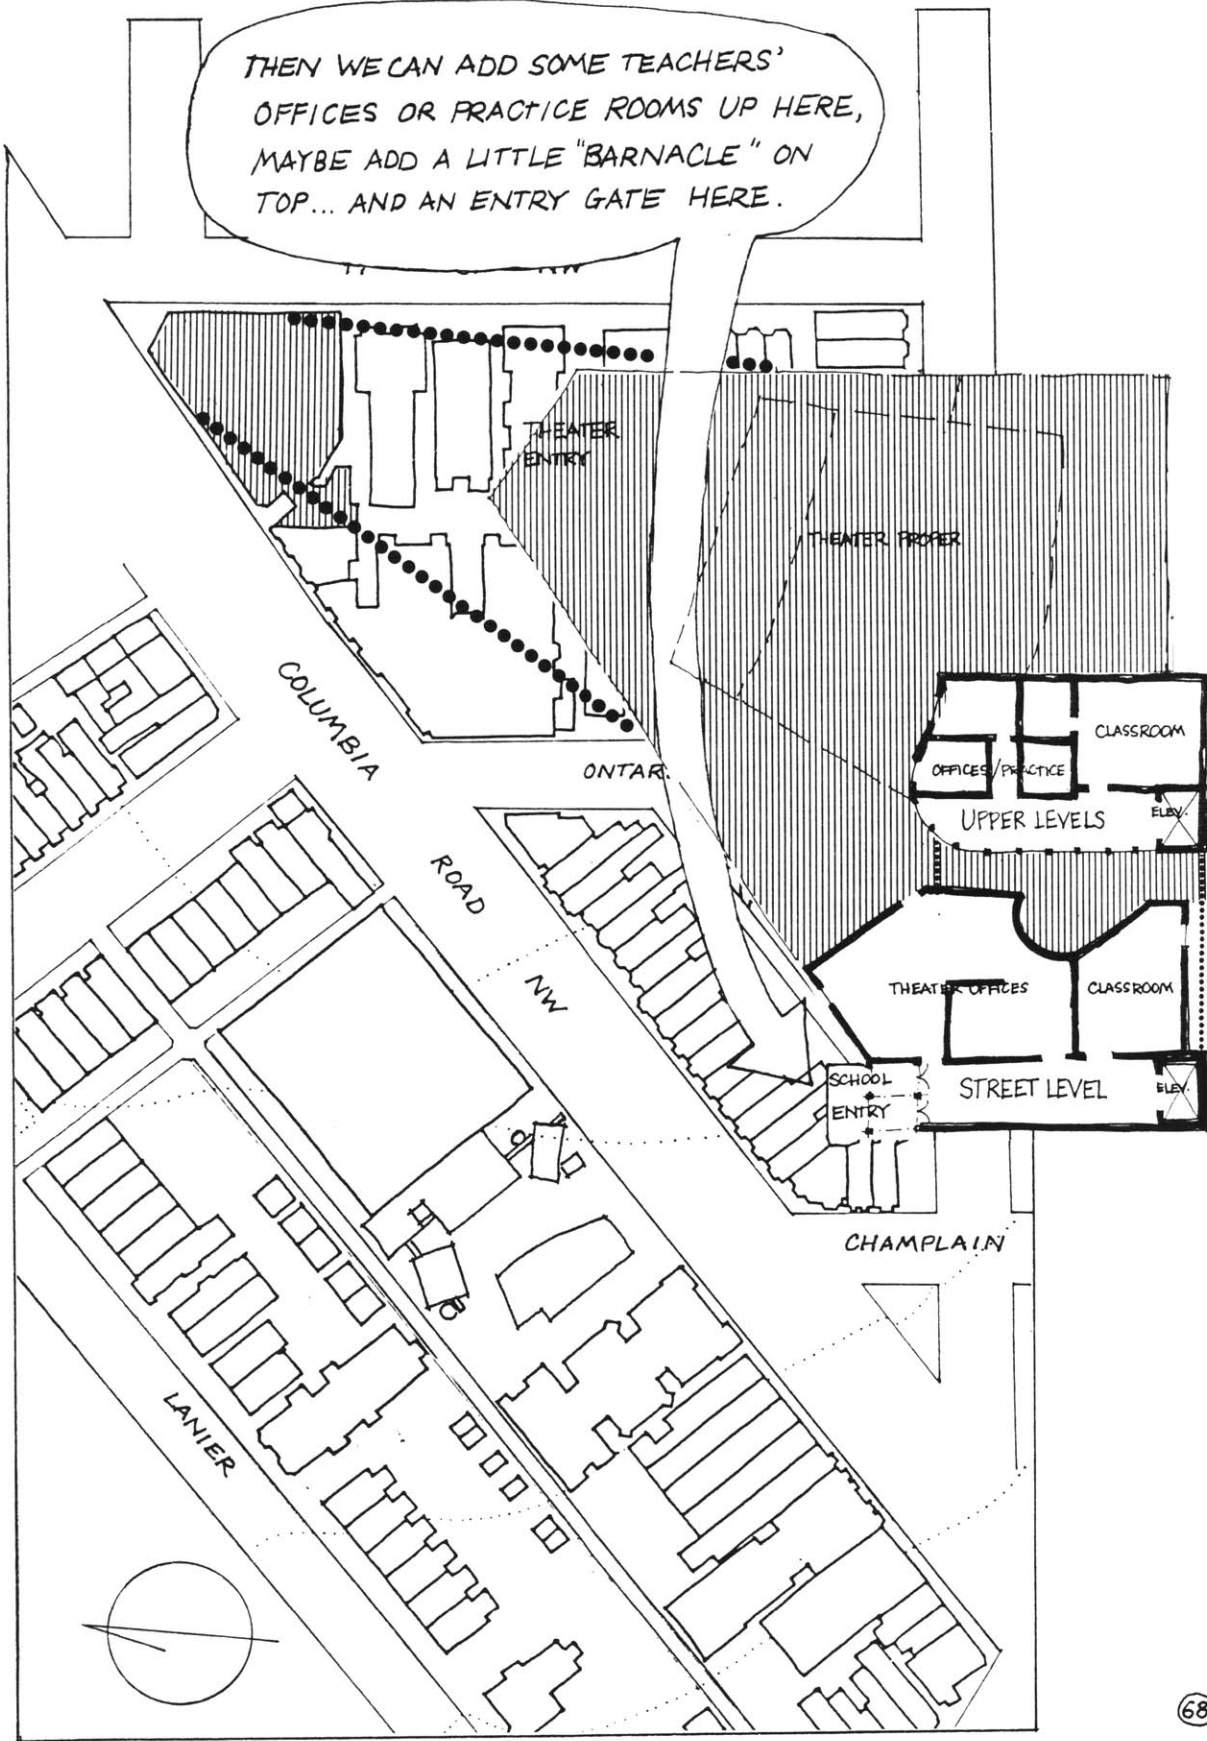 THEN WE CAN ADD SOME TEACHERS'
OFFICES OR PRACTICE ROOMS UP HERE,
MAYBE ADD A LITTLE "BARNACLE" ON
TOP... AND AN ENTRY GATE HERE.
THEATER
ENTRY
THEATER PROPER
COLUMBIA
ROAD
NW
ONTAR
CLASSROOM
OFFICES/PRACTICE
UPPER LEVELS
ELEV.
THEATER OFFICES
CLASSROOM
SCHOOL
ENTRY
STREET LEVEL
ELEV.
CHAMPLAIN
LANIER
68